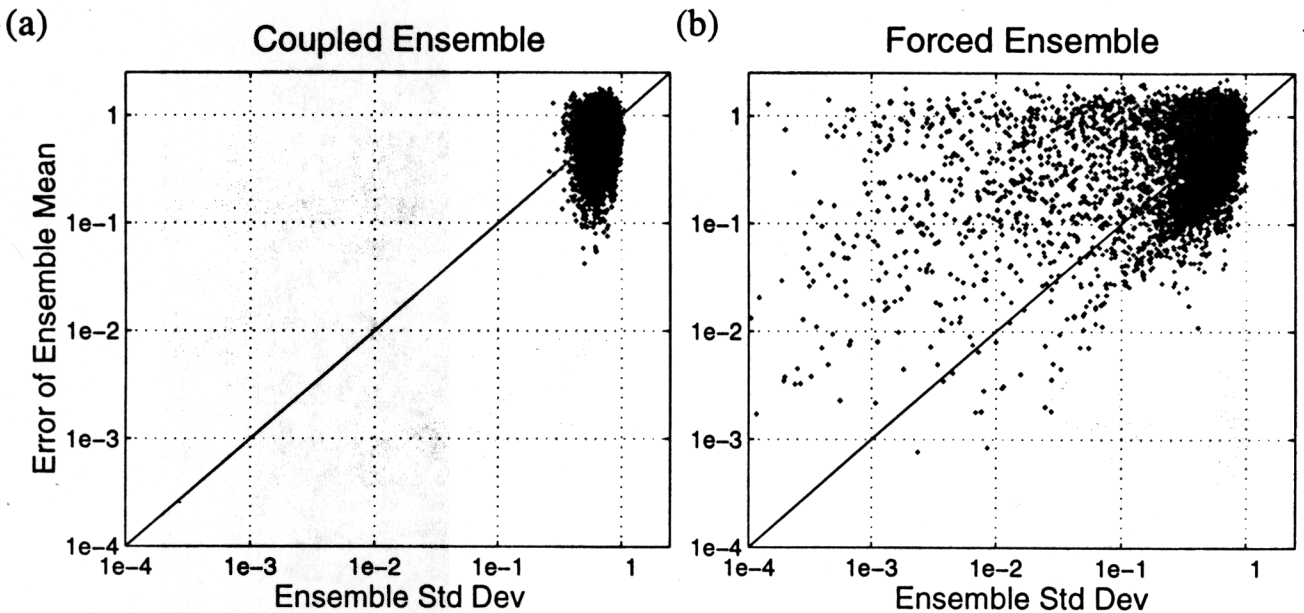 (a)
Coupled Ensemble
Error of Ensemble Mean
1
1e-1
1e-2
1e-3
1e-4
1e-4 1e-3 1e-2 1e-1 1
Ensemble Std Dev
(b)
Forced Ensemble
1
1e-1
1e-2
1e-3
1e-4
1e-4 1e-3 1e-2 1e-1 1
Ensemble Std Dev